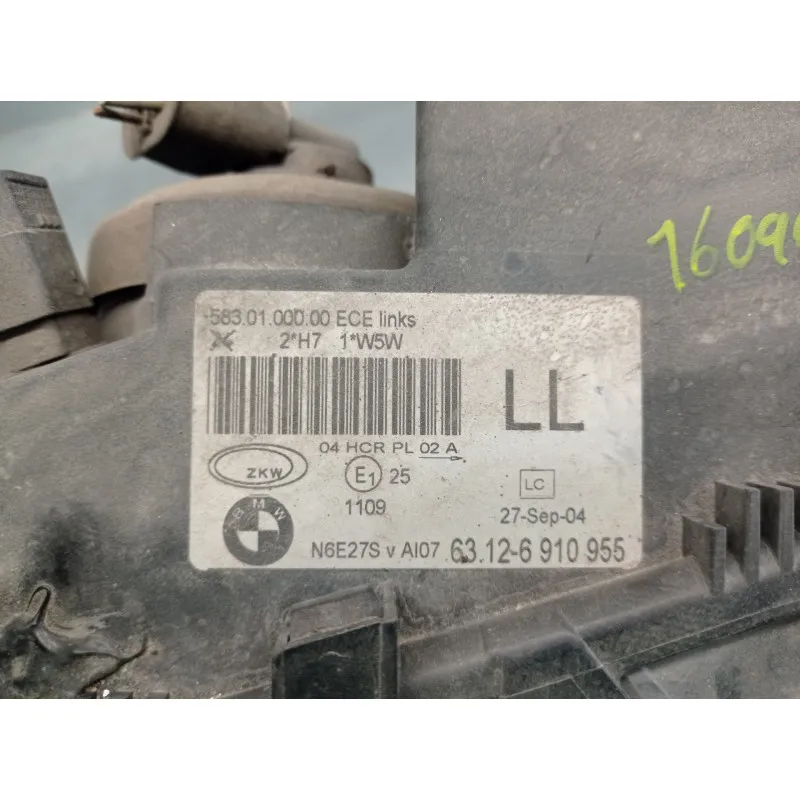 1609
583.01.000.00 ECE links
2*H7 1*W5W
LL
04 HCR PL 02 A
ZKW
E1 25
LC
1109
27-Sep-04
BMW
N6E27S v AI07 63.12-6 910 955